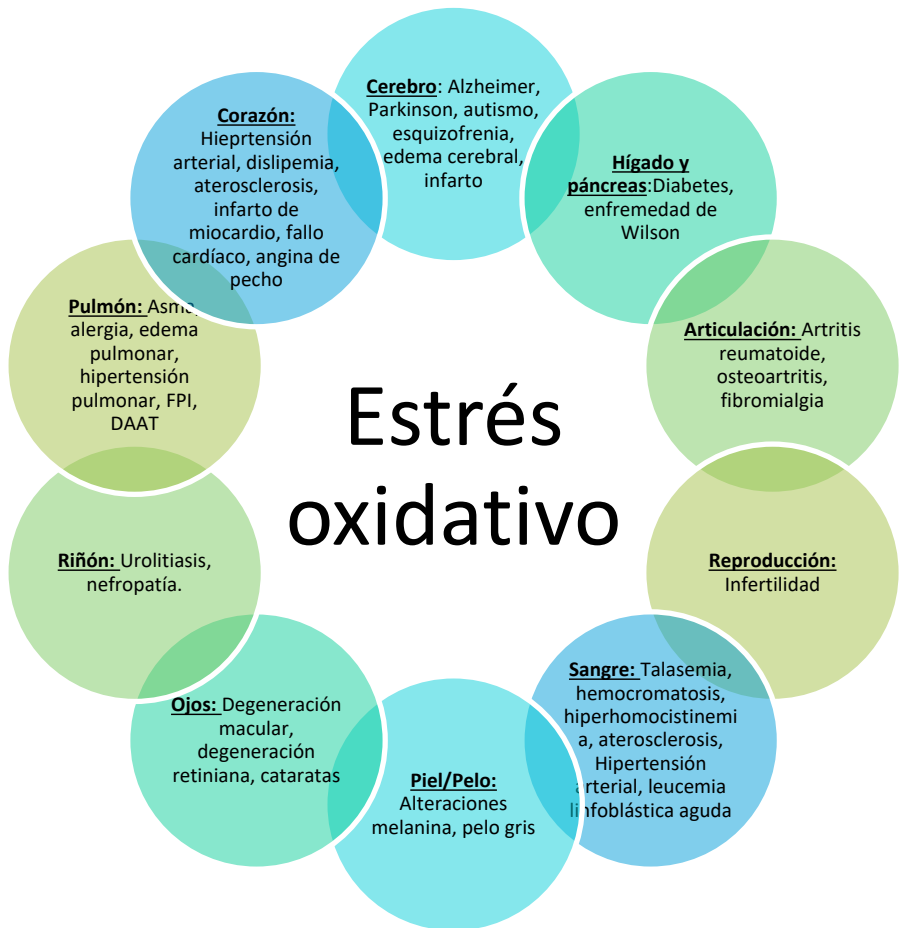 Cerebro: Alzheimer,
Parkinson, autismo,
esquizofrenia,
edema cerebral,
infarto
Hígado y
páncreas:Diabetes,
enfremedad de
Wilson
Articulación: Artritis
reumatoide,
osteoartritis,
fibromialgia
Reproducción:
Infertilidad
Sangre: Talasemia,
hemocromatosis,
hiperhomocistinemi
a, aterosclerosis,
Hipertensión
arterial, leucemia
linfoblástica aguda
Piel/Pelo:
Alteraciones
melanina, pelo gris
Ojos: Degeneración
macular,
degeneración
retiniana, cataratas
Riñón: Urolitiasis,
nefropatía.
Pulmón: Asma,
alergia, edema
pulmonar,
hipertensión
pulmonar, FPI,
DAAT
Corazón:
Hieprtensión
arterial, dislipemia,
aterosclerosis,
infarto de
miocardio, fallo
cardíaco, angina de
pecho
Estrés
oxidativo